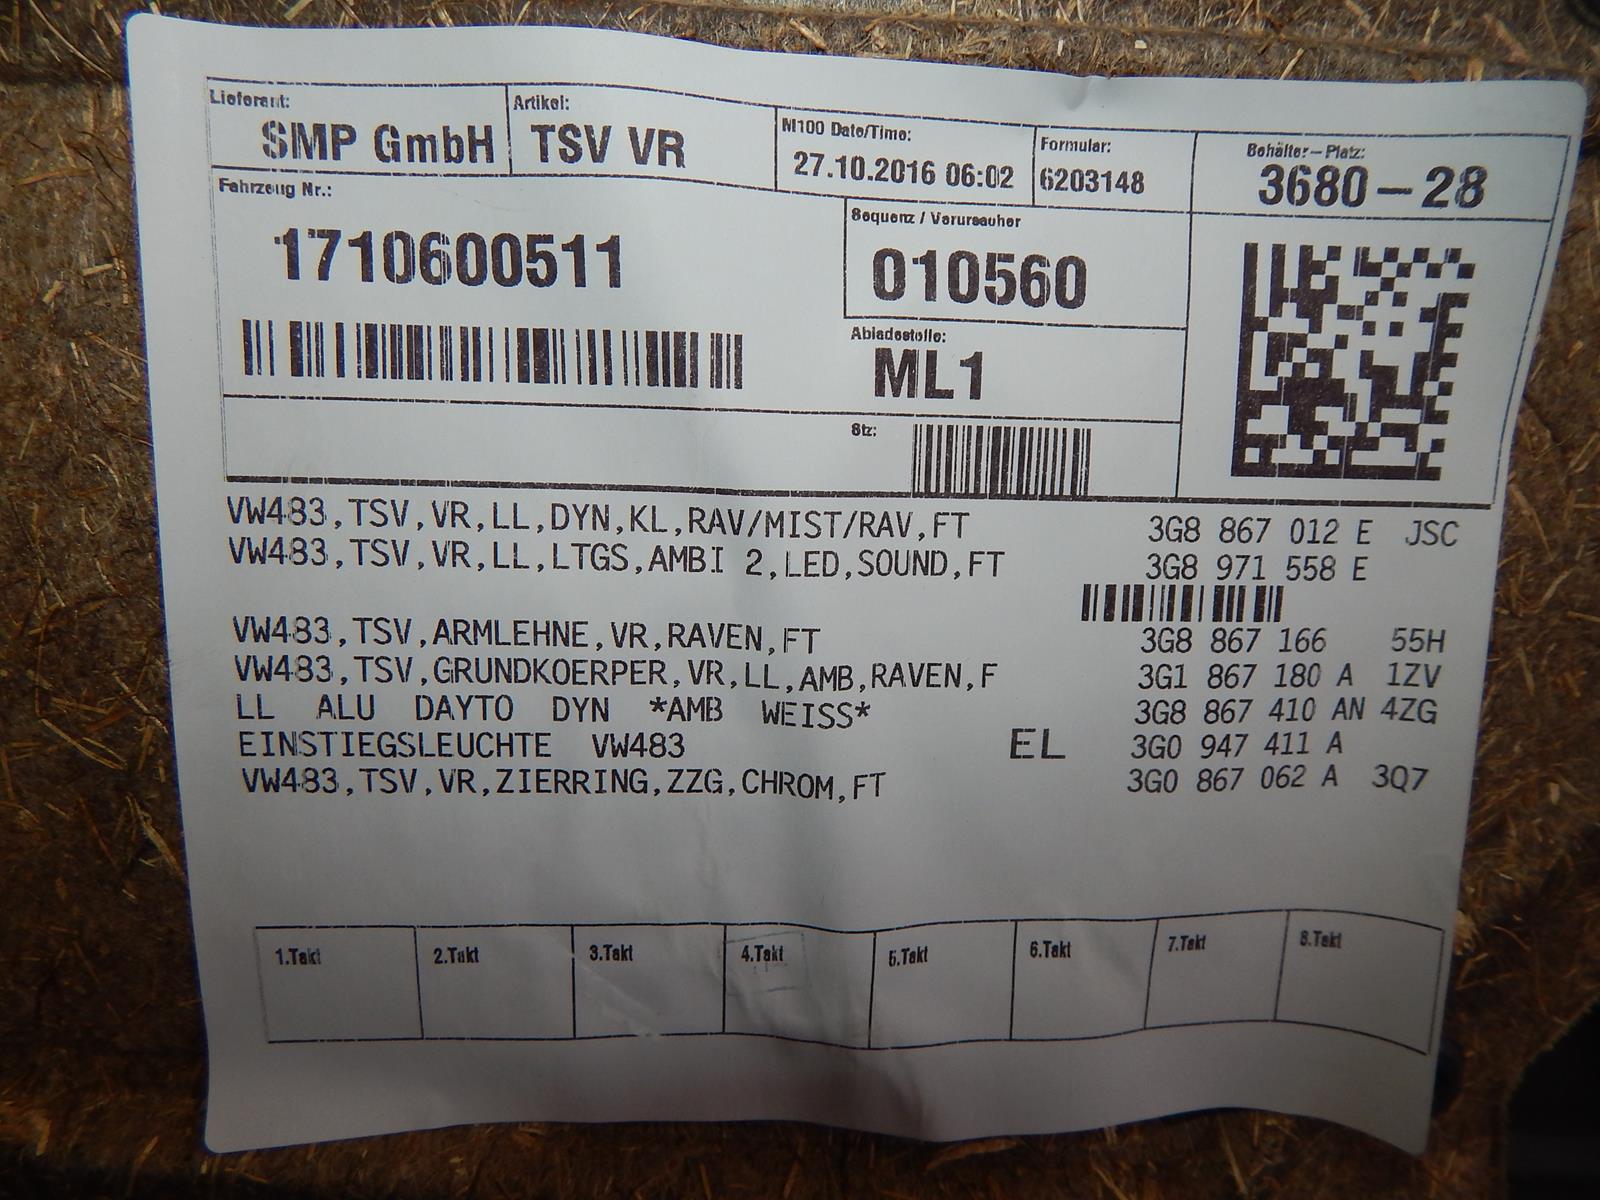 Lieferant: Artikel: M100 Date/Time: Formular: Behälter-Platz:
SMP GmbH TSV VR 27.10.2016 06:02 6203148 3680-28
Fahrzeug Nr.: Sequenz / Verursacher
1710600511 010560
Abladestelle:
ML1
Stz:
VW483,TSV,VR,LL,DYN,KL,RAV/MIST/RAV,FT 3G8 867 012 E JSC
VW483,TSV,VR,LL,LTGS,AMBI 2,LED,SOUND,FT 3G8 971 558 E
VW483,TSV,ARMLEHNE,VR,RAVEN,FT 3G8 867 166 55H
VW483,TSV,GRUNDKOERPER,VR,LL,AMB,RAVEN,F 3G1 867 180 A 1ZV
LL ALU DAYTO DYN *AMB WEISS* 3G8 867 410 AN 4ZG
EINSTIEGSLEUCHTE VW483 EL 3G0 947 411 A
VW483,TSV,VR,ZIERRING,ZZG,CHROM,FT 3G0 867 062 A 3Q7
1.Takt 2.Takt 3.Takt 4.Takt 5.Takt 6.Takt 7.Takt 8.Takt